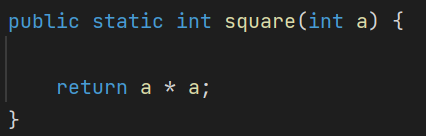 public static int square(int a) {
    return a * a;
}